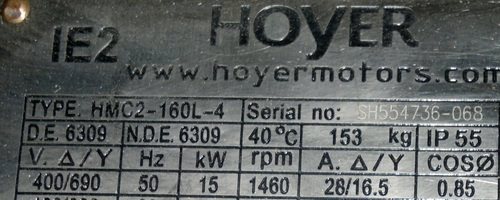 IE2 HOYER
www.hoyermotors.com
TYPE. HMC2-160L-4 Serial no: SH554736-068
D.E. 6309 N.D.E. 6309 40°C 153 kg IP 55
V. Δ/Y Hz kW rpm A. Δ/Y COSØ
400/690 50 15 1460 28/16.5 0.85